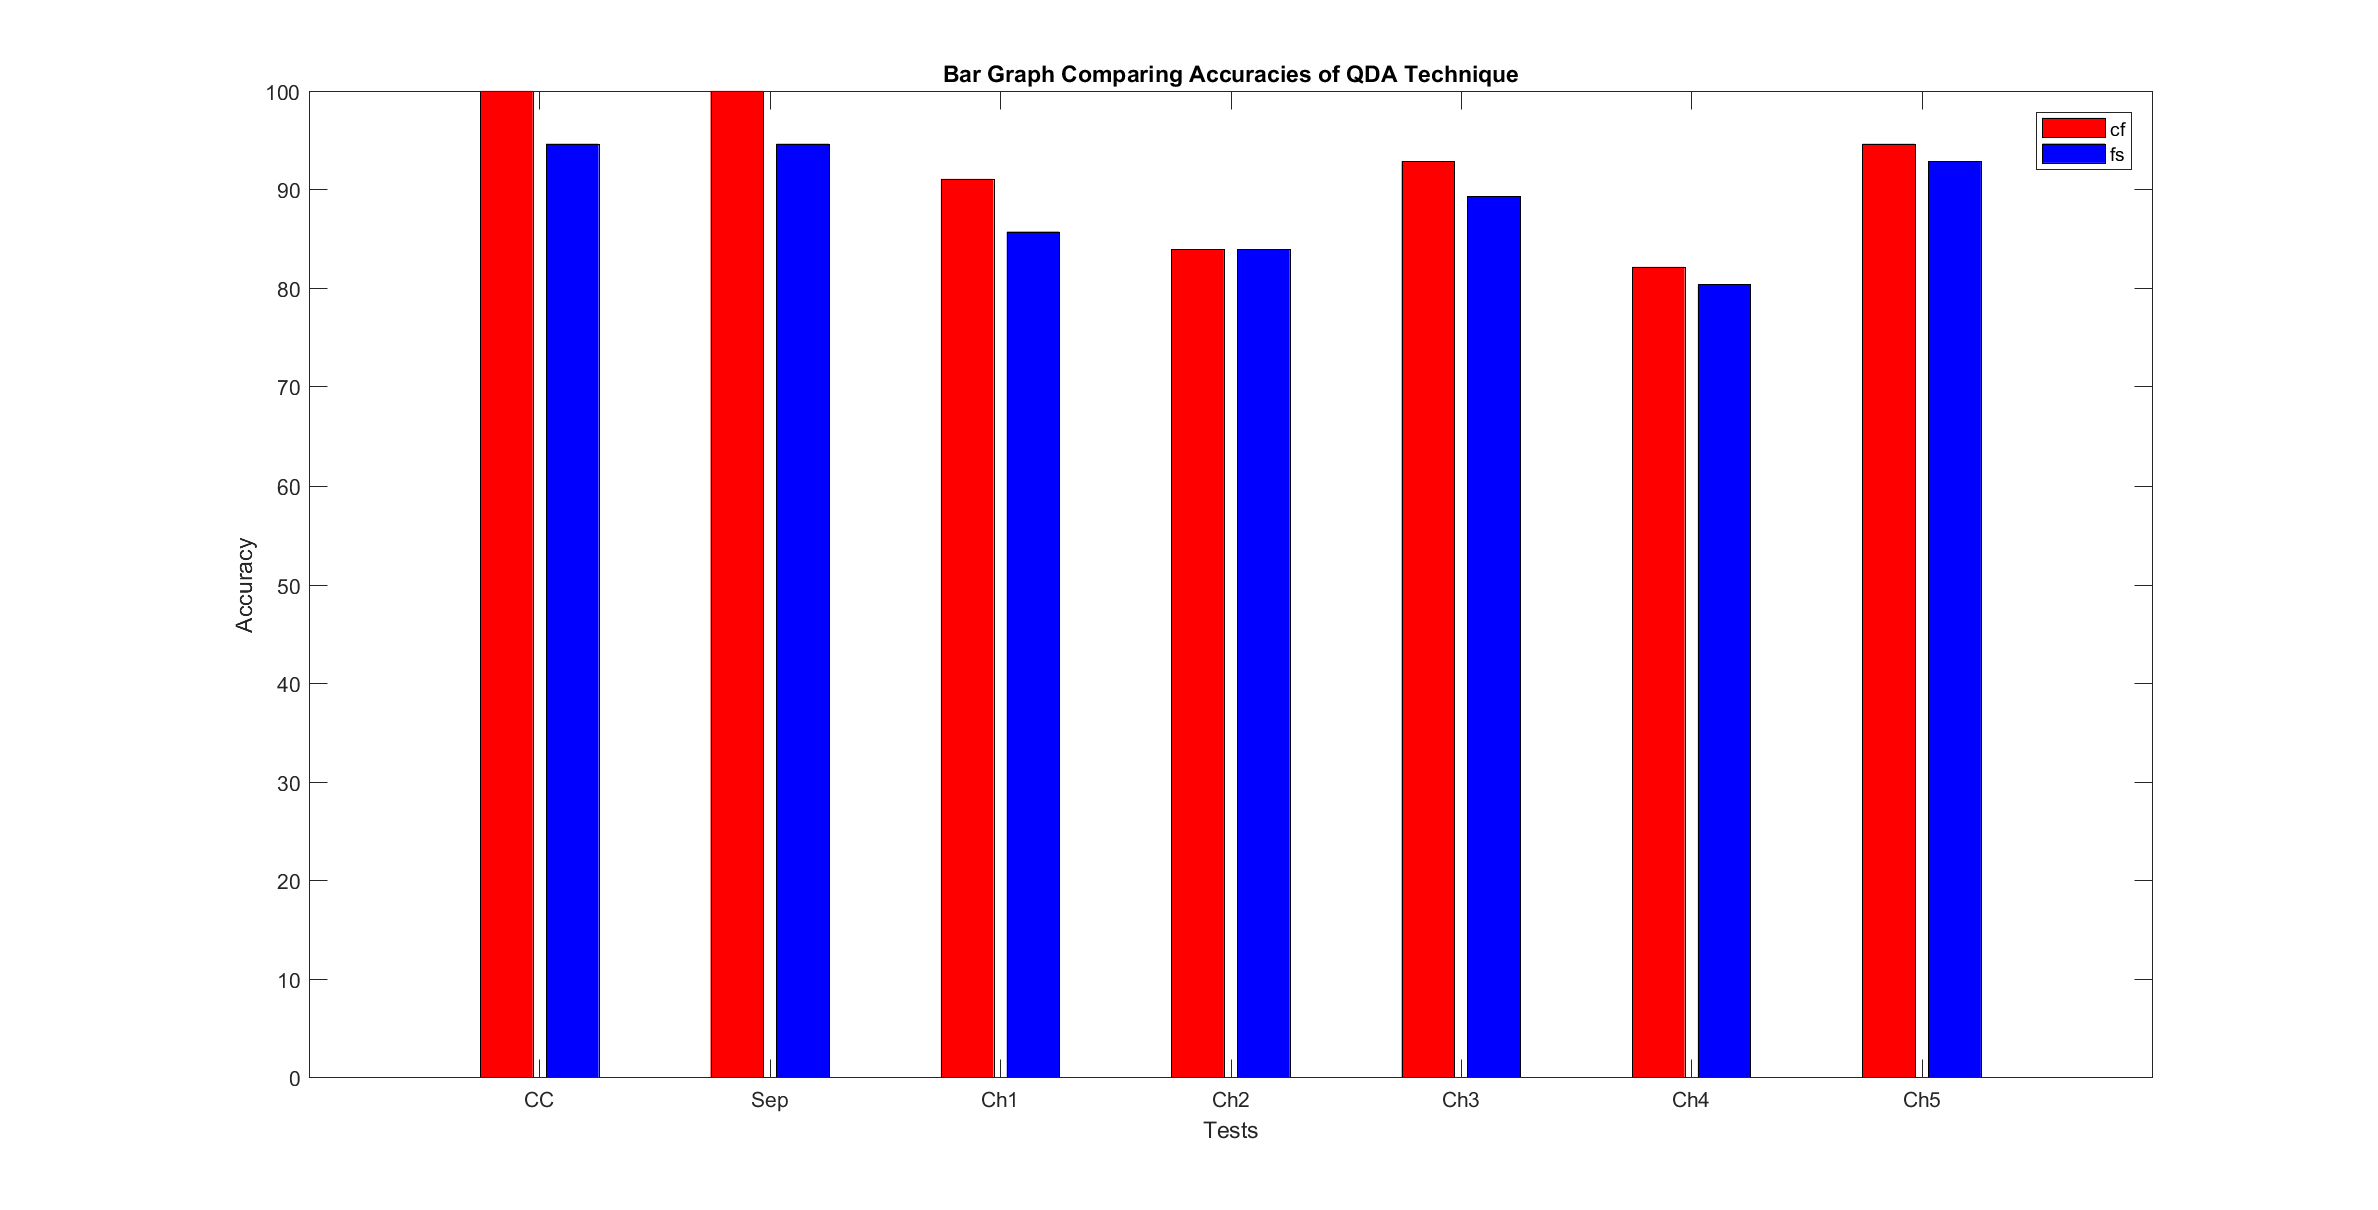 Bar Graph Comparing Accuracies of QDA Technique
100
90
80
70
60
50
40
30
20
10
0
Accuracy
cf
fs
CC Sep Ch1 Ch2 Ch3 Ch4 Ch5
Tests